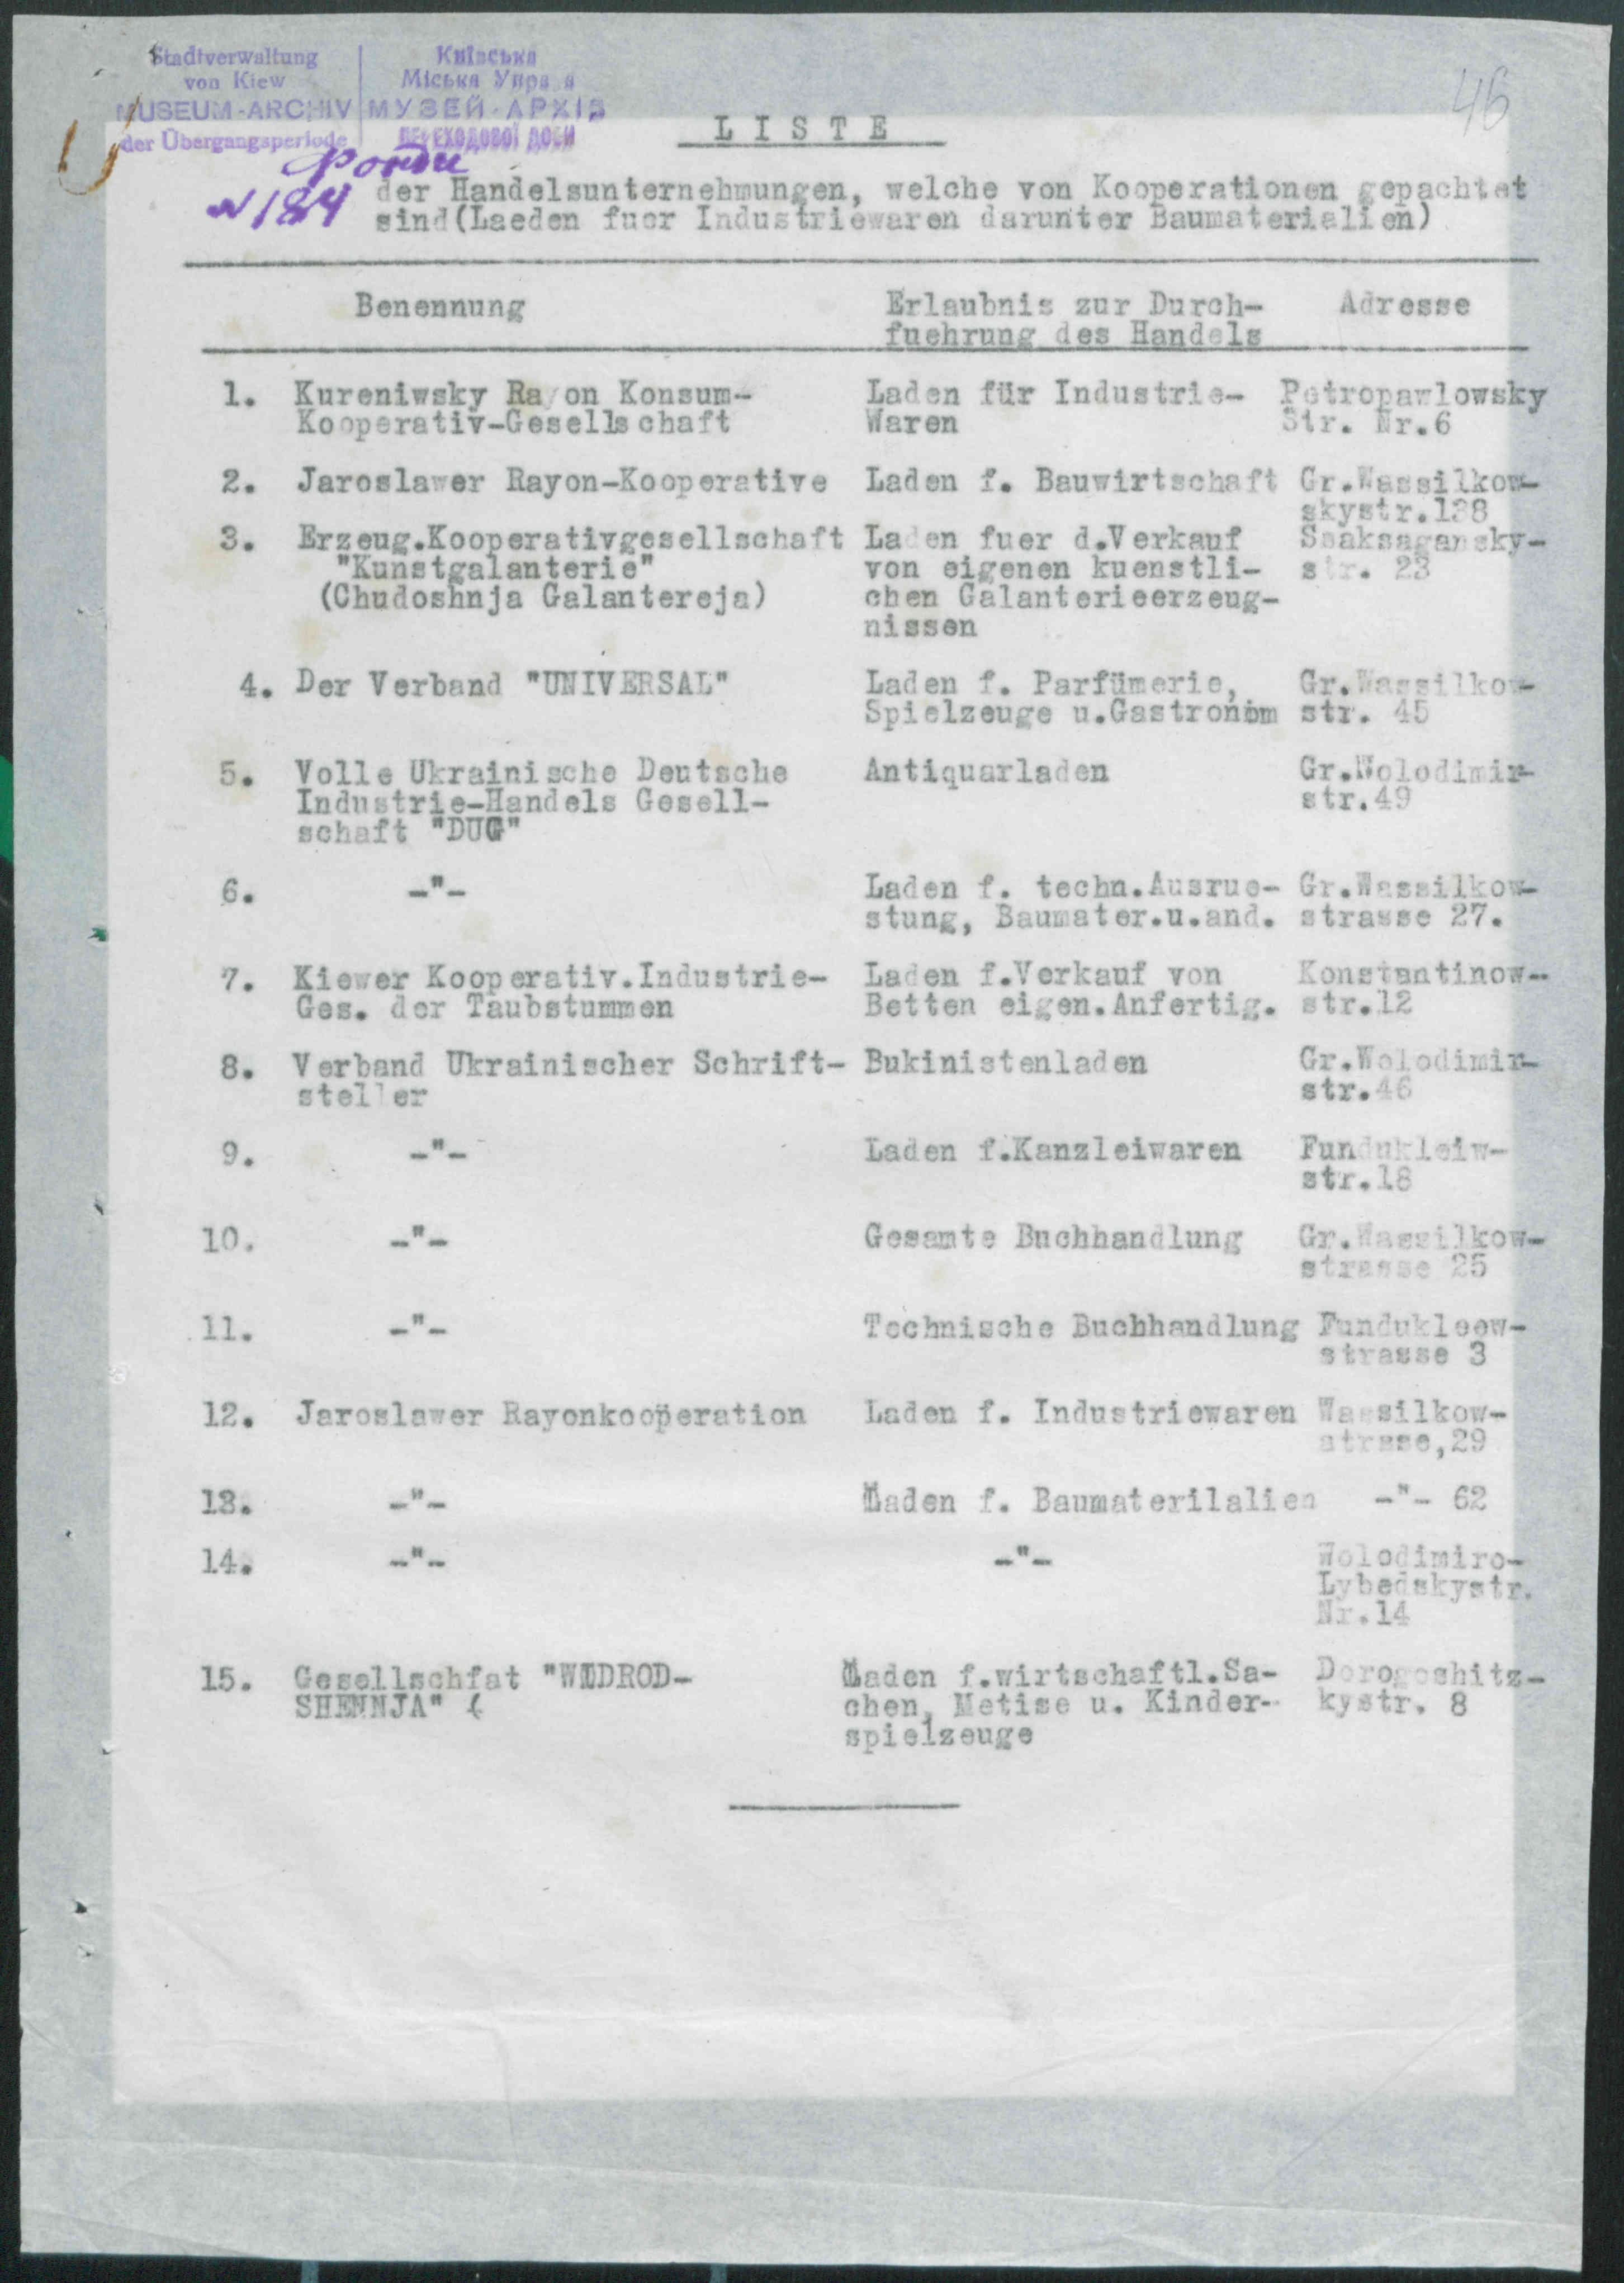 Stadtverwaltung
von Kiew
MUSEUM-ARCHIV
der Übergangsperiode
Київська
Міська Управа
МУЗЕЙ-АРХІВ
ПЕРЕХОДОВОЇ ДОБИ
46
№ 184
LISTE
der Handelsunternehmungen, welche von Kooperationen gepachtet
sind(Laeden fuer Industriewaren darunter Baumaterialien)
Benennung Erlaubnis zur Durch- Adresse
fuehrung des Handels
1. Kureniwsky Rayon Konsum- Laden für Industrie- Petropawlowsky
Kooperativ-Gesellschaft Waren Str. Nr.6
2. Jaroslawer Rayon-Kooperative Laden f. Bauwirtschaft Gr.Wassilkow-
skystr.138
3. Erzeug.Kooperativgesellschaft Laden fuer d.Verkauf Ssaksagansky-
"Kunstgalanterie" von eigenen kuenstli- str. 23
(Chudoshnja Galantereja) chen Galanterieerzeug-
nissen
4. Der Verband "UNIVERSAL" Laden f. Parfümerie, Gr.Wassilkow-
Spielzeuge u.Gastronom str. 45
5. Volle Ukrainische Deutsche Antiquarladen Gr.Wolodimir-
Industrie-Handels Gesell- str.49
schaft "DUG"
6. -"- Laden f. techn.Ausrue- Gr.Wassilkow-
stung, Baumater.u.and. strasse 27.
7. Kiewer Kooperativ.Industrie- Laden f.Verkauf von Konstantinow-
Ges. der Taubstummen Betten eigen.Anfertig. str.12
8. Verband Ukrainischer Schrift- Bukinistenladen Gr.Wolodimir-
steller str.46
9. -"- Laden f.Kanzleiwaren Fundukleiw-
str.18
10. -"- Gesamte Buchhandlung Gr.Wassilkow-
strasse 25
11. -"- Technische Buchhandlung Fundukleew-
strasse 3
12. Jaroslawer Rayonkooperation Laden f. Industriewaren Wassilkow-
strasse,29
13. -"- Laden f. Baumaterilalien -"- 62
14. -"- -"- Wolodimiro-
Lybedskystr.
Nr.14
15. Gesellschfat "WIDROD- Laden f.wirtschaftl.Sa- Dorogoshitz-
SHENNJA" ( chen, Metise u. Kinder- kystr. 8
spielzeuge